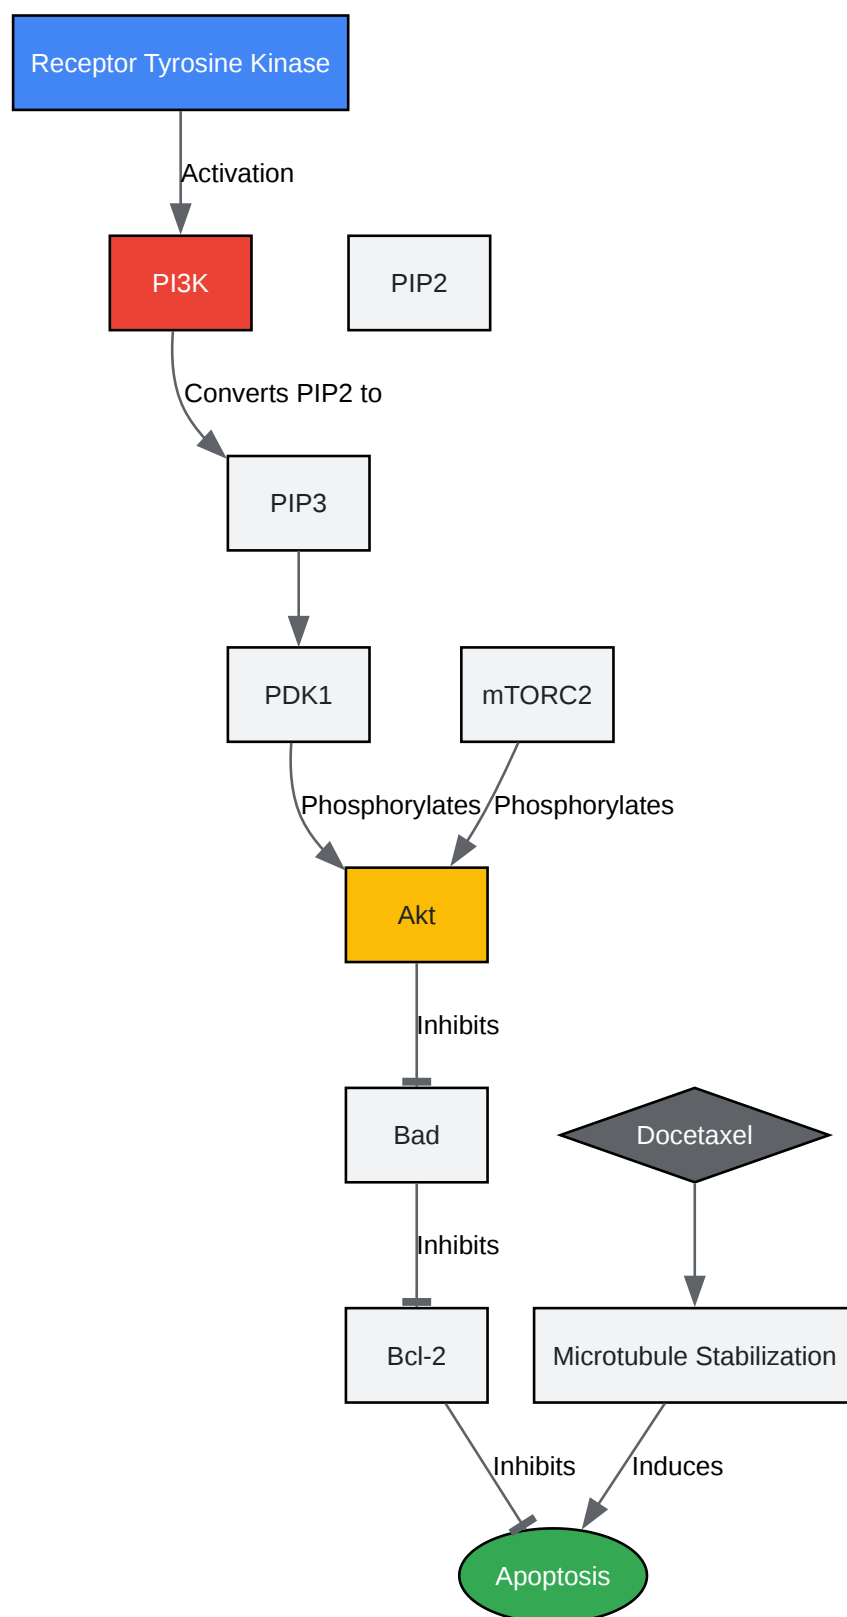 Receptor Tyrosine Kinase
Activation
PI3K
PIP2
Converts PIP2 to
PIP3
PDK1
mTORC2
Phosphorylates
Phosphorylates
Akt
Inhibits
Bad
Docetaxel
Inhibits
Bcl-2
Microtubule Stabilization
Inhibits
Induces
Apoptosis